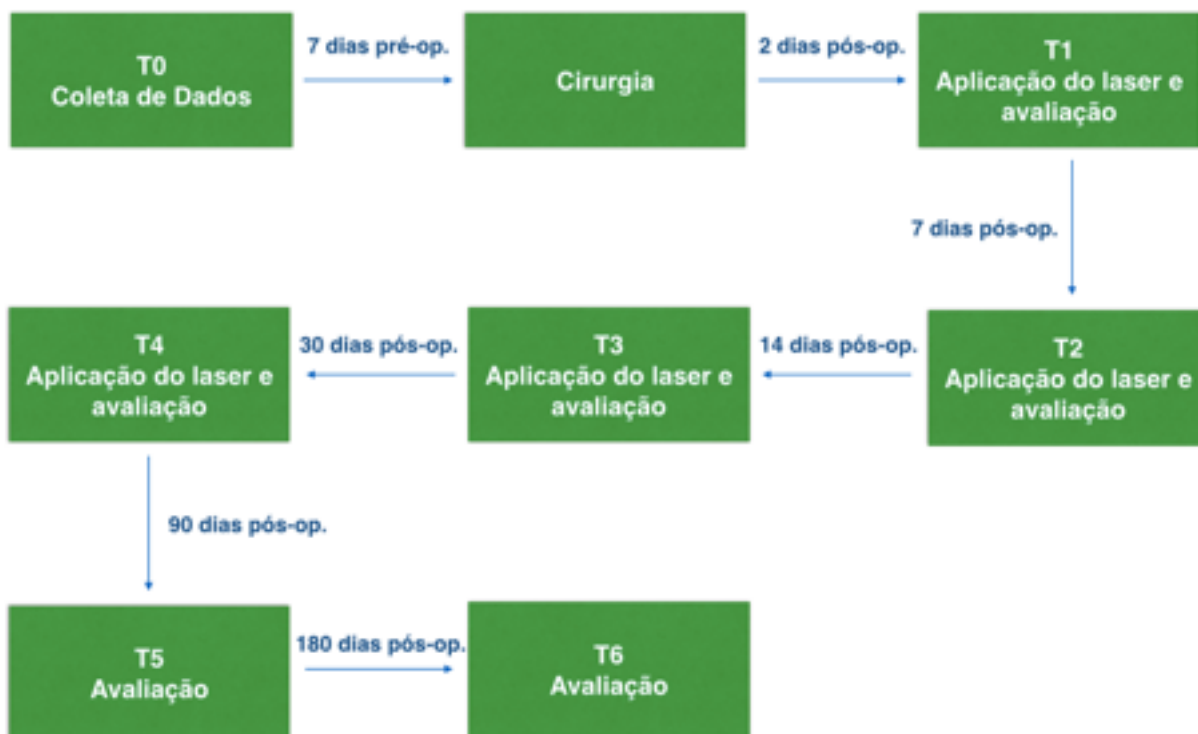 T0
Coleta de Dados
7 dias pré-op.
Cirurgia
2 dias pós-op.
T1
Aplicação do laser e
avaliação
7 dias pós-op.
T2
Aplicação do laser e
avaliação
14 dias pós-op.
T3
Aplicação do laser e
avaliação
30 dias pós-op.
T4
Aplicação do laser e
avaliação
90 dias pós-op.
T5
Avaliação
180 dias pós-op.
T6
Avaliação